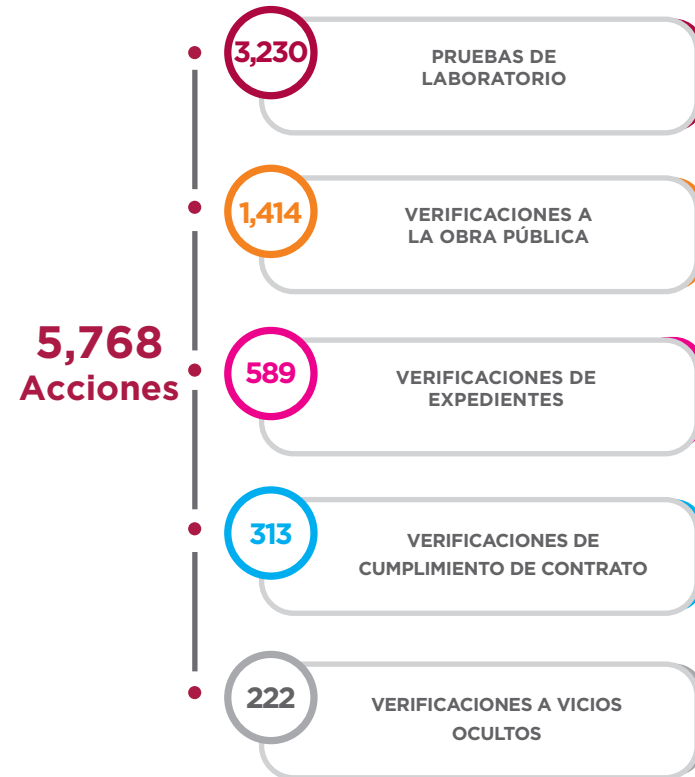 3,230
PRUEBAS DE
LABORATORIO
1,414
VERIFICACIONES A
LA OBRA PÚBLICA
5,768
Acciones
589
VERIFICACIONES DE
EXPEDIENTES
313
VERIFICACIONES DE
CUMPLIMIENTO DE CONTRATO
222
VERIFICACIONES A VICIOS
OCULTOS